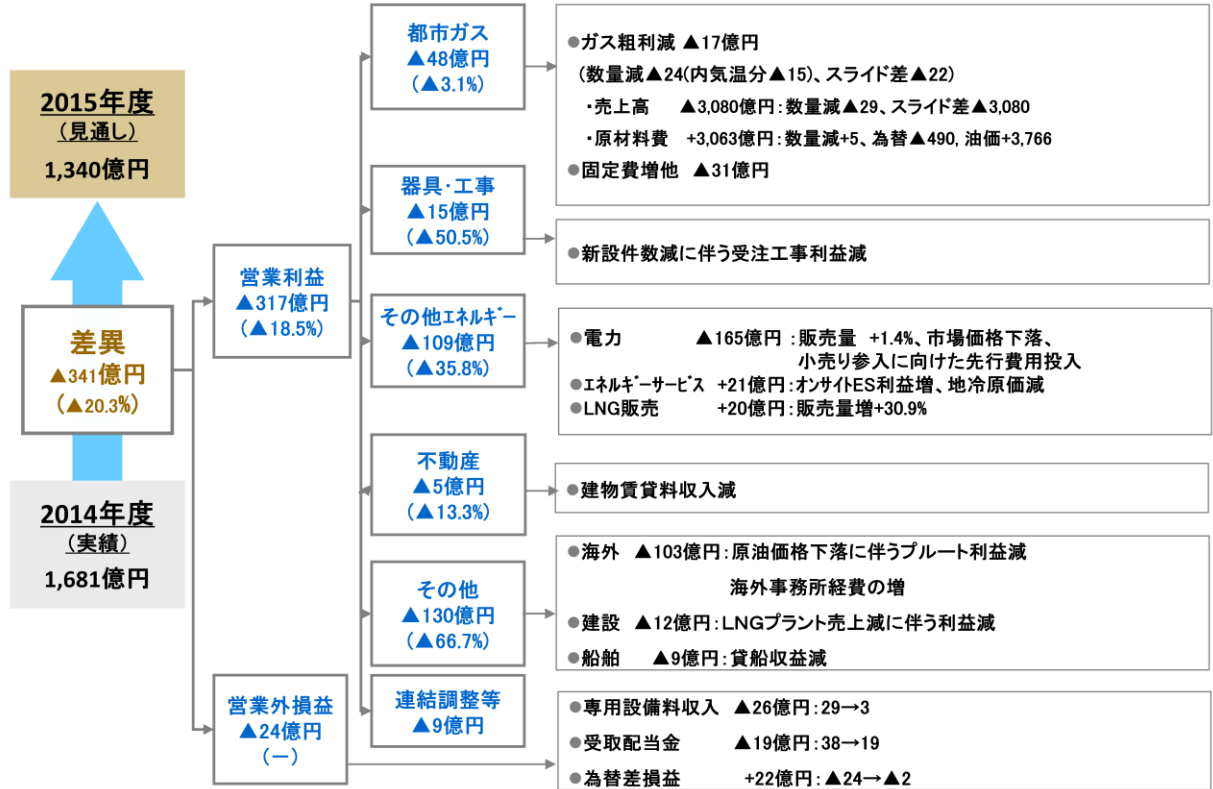 2015年度
(見通し)
1,340億円
差異
▲341億円
(▲20.3%)
2014年度
(実績)
1,681億円
営業利益
▲317億円
(▲18.5%)
営業外損益
▲24億円
(ー)
都市ガス
▲48億円
(▲3.1%)
●ガス粗利減 ▲17億円
(数量減▲24(内気温分▲15)、スライド差▲22)
・売上高 ▲3,080億円:数量減▲29、スライド差▲3,080
・原材料費 +3,063億円:数量減+5、為替▲490, 油価+3,766
●固定費増他 ▲31億円
器具・工事
▲15億円
(▲50.5%)
●新設件数減に伴う受注工事利益減
その他エネルギー
▲109億円
(▲35.8%)
●電力 ▲165億円:販売量 +1.4%、市場価格下落、
小売り参入に向けた先行費用投入
●エネルギーサービス +21億円:オンサイトES利益増、地冷原価減
●LNG販売 +20億円:販売量増+30.9%
不動産
▲5億円
(▲13.3%)
●建物賃貸料収入減
その他
▲130億円
(▲66.7%)
●海外 ▲103億円:原油価格下落に伴うプルート利益減
海外事務所経費の増
●建設 ▲12億円:LNGプラント売上減に伴う利益減
●船舶 ▲9億円:貸船収益減
連結調整等
▲9億円
●専用設備料収入 ▲26億円:29→3
●受取配当金 ▲19億円:38→19
●為替差損益 +22億円:▲24→▲2